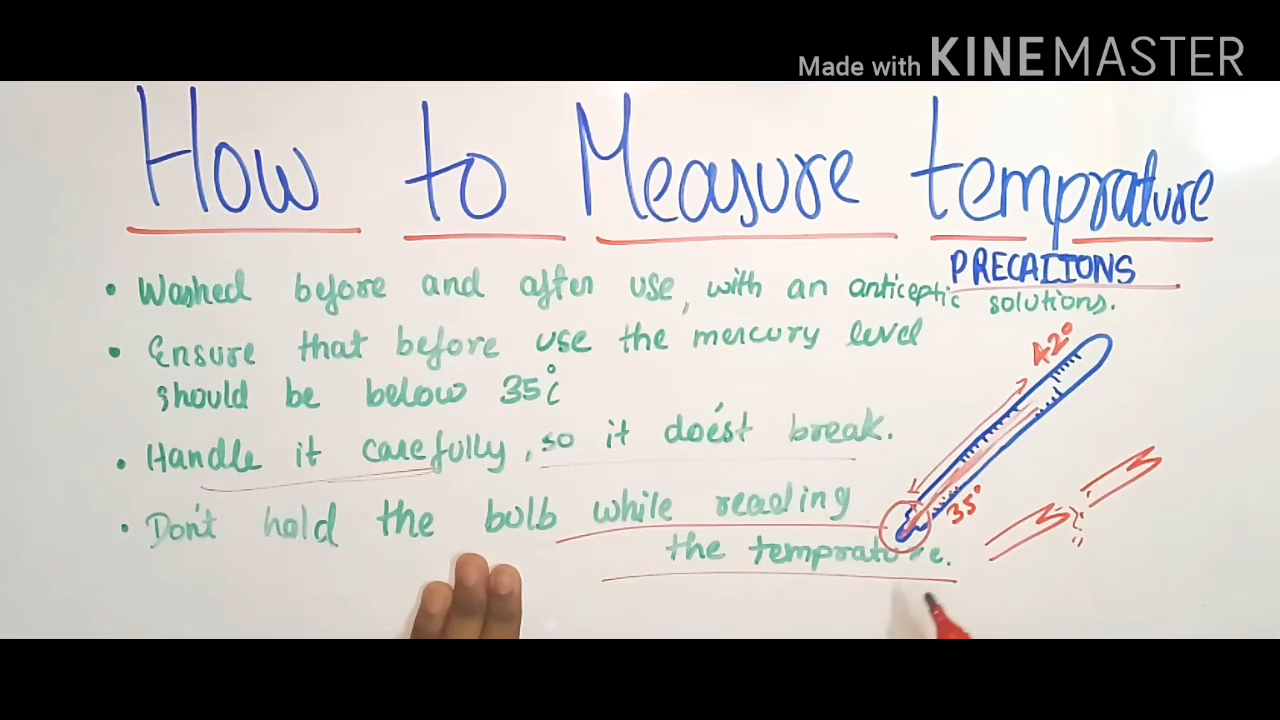 Made with KINEMASTER
How to Measure temprature
PRECAUIONS
• Washed before and after use, with an anticeptic solutions.
• Ensure that before use the mercury level
should be below 35°C
• Handle it carefully, so it does't break.
• Don't hold the bulb while reading
the temprature.
42°
35°